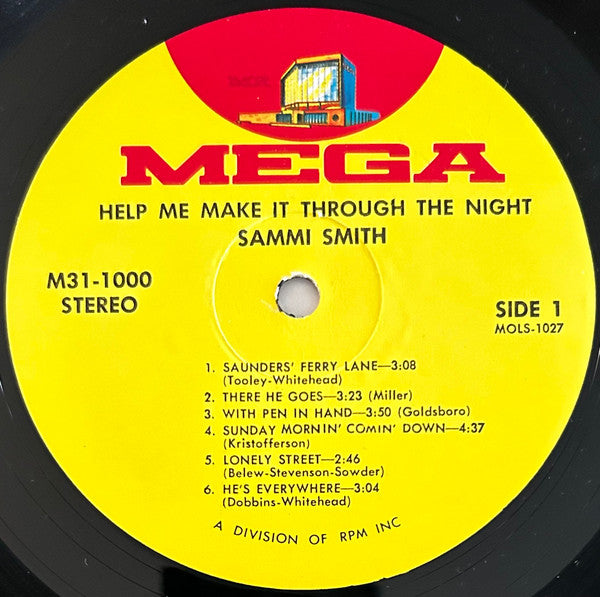 MEGA
HELP ME MAKE IT THROUGH THE NIGHT
SAMMI SMITH
M31-1000
STEREO
SIDE 1
MOLS-1027
1. SAUNDERS' FERRY LANE—3:08
(Tooley-Whitehead)
2. THERE HE GOES—3:23 (Miller)
3. WITH PEN IN HAND—3:50 (Goldsboro)
4. SUNDAY MORNIN' COMIN' DOWN—4:37
(Kristofferson)
5. LONELY STREET—2:46
(Belew-Stevenson-Sowder)
6. HE'S EVERYWHERE—3:04
(Dobbins-Whitehead)
A DIVISION OF RPM INC